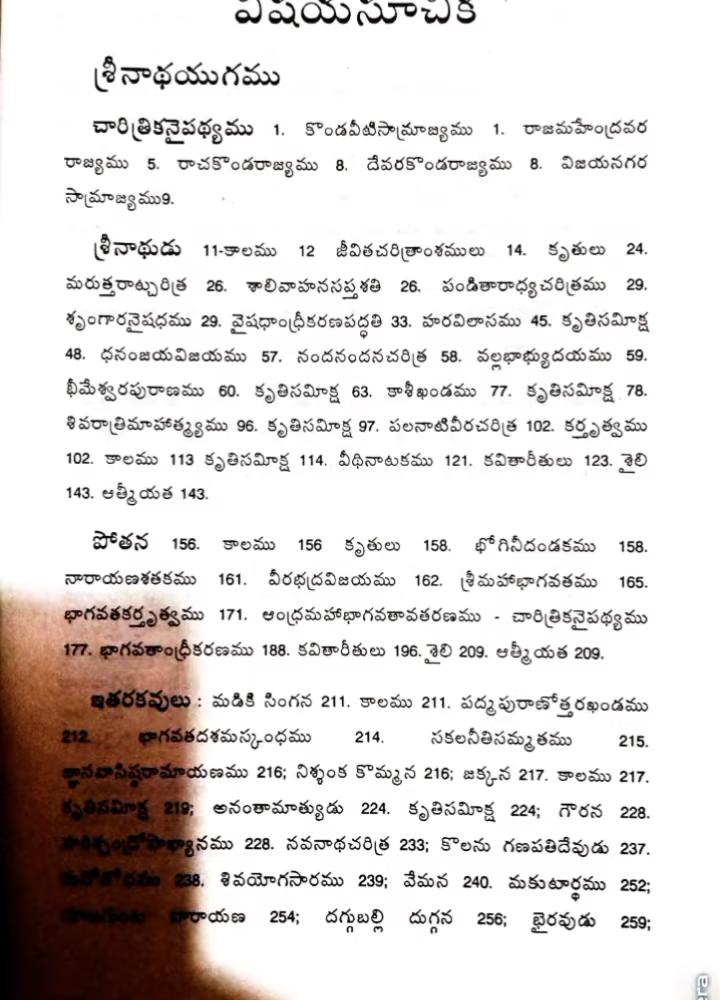 విషయసూచిక
శ్రీనాథయుగము
చారిత్రికనైపథ్యము 1. కొండవీటిసామ్రాజ్యము 1. రాజమహేంద్రవర
రాజ్యము 5. రాచకొండరాజ్యము 8. దేవరకొండరాజ్యము 8. విజయనగర
సామ్రాజ్యము9.
శ్రీనాథుడు 11-కాలము 12 జీవితచరిత్రాంశములు 14. కృతులు 24.
మరుత్తరాట్చరిత్ర 26. శాలివాహనసప్తశతి 26. పండితారాధ్యచరిత్రము 29.
శృంగారనైషధము 29. నైషధాంధ్రీకరణపద్ధతి 33. హరవిలాసము 45. కృతిసమీక్ష
48. ధనంజయవిజయము 57. నందనందనచరిత్ర 58. వల్లభాభ్యుదయము 59.
భీమేశ్వరపురాణము 60. కృతిసమీక్ష 63. కాశీఖండము 77. కృతిసమీక్ష 78.
శివరాత్రిమాహాత్మ్యము 96. కృతిసమీక్ష 97. పలనాటివీరచరిత్ర 102. కర్తృత్వము
102. కాలము 113 కృతిసమీక్ష 114. వీథినాటకము 121. కవితారీతులు 123. శైలి
143. ఆత్మీయత 143.
పోతన 156. కాలము 156 కృతులు 158. భోగినీదండకము 158.
నారాయణశతకము 161. వీరభద్రవిజయము 162. శ్రీమహాభాగవతము 165.
భాగవతకర్తృత్వము 171. ఆంధ్రమహాభాగవతావతరణము - చారిత్రికనైపథ్యము
177. భాగవతాంధ్రీకరణము 188. కవితారీతులు 196. శైలి 209. ఆత్మీయత 209.
ఇతరకవులు : మడికి సింగన 211. కాలము 211. పద్మపురాణోత్తరఖండము
212. భాగవతదశమస్కంధము 214. సకలనీతిసమ్మతము 215.
జ్ఞానవాసిష్ఠరామాయణము 216; నిశ్శంక కొమ్మన 216; జక్కన 217. కాలము 217.
కృతిసమీక్ష 219; అనంతామాత్యుడు 224. కృతిసమీక్ష 224; గౌరన 228.
హరిశ్చంద్రోపాఖ్యానము 228. నవనాథచరిత్ర 233; కొలను గణపతిదేవుడు 237.
238. శివయోగసారము 239; వేమన 240. మకుటార్థము 252;
నారాయణ 254; దగ్గుబల్లి దుగ్గన 256; భైరవుడు 259;